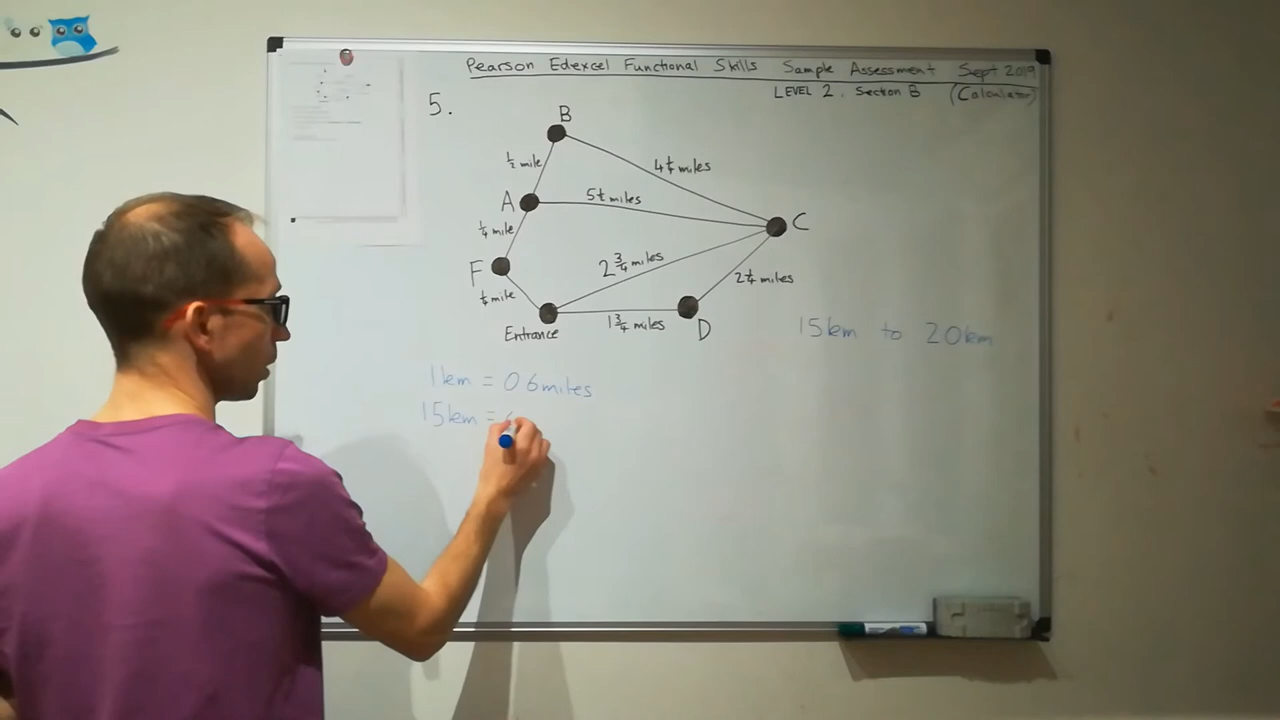 Pearson Edexcel Functional Skills Sample Assessment Sept 2019
LEVEL 2. Section B (Calculator)
5.
B
½ mile
4¼ miles
A
5¼ miles
C
¼ mile
F
2 ¾ miles
2¼ miles
¼ mile
Entrance
1¾ miles
D
15km to 20km
1km = 0.6miles
15km =